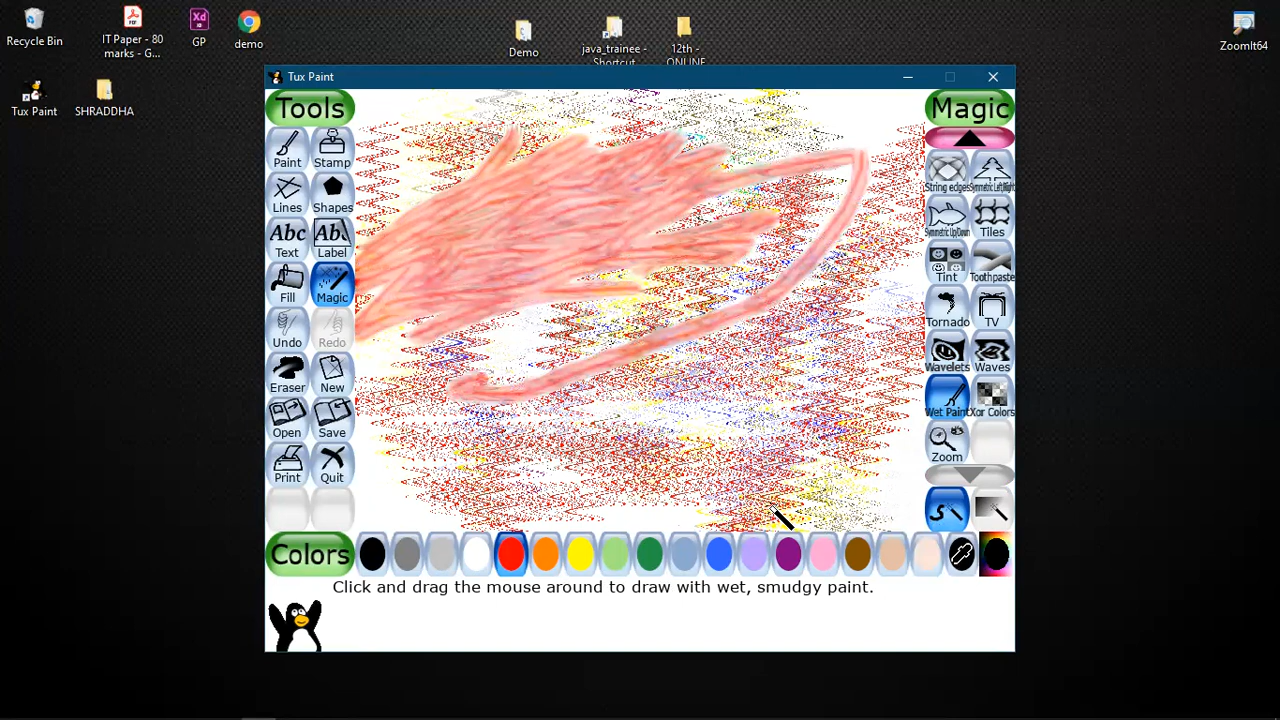 Recycle Bin
IT Paper - 80
marks - G...
GP
demo
Demo
java_trainee -
Shortcut
12th -
ONLINE
ZoomIt64
Tux Paint
SHRADDHA
Tux Paint
Tools
Magic
Paint
Stamp
Lines
Shapes
Text
Label
Fill
Magic
Undo
Redo
Eraser
New
Open
Save
Print
Quit
Abc
Abc
String edges
Symmetric Left/Right
Symmetric Up/Down
Tiles
Tint
Toothpaste
Tornado
TV
Wavelets
Waves
Wet Paint
Xor Colors
Zoom
Colors
Click and drag the mouse around to draw with wet, smudgy paint.